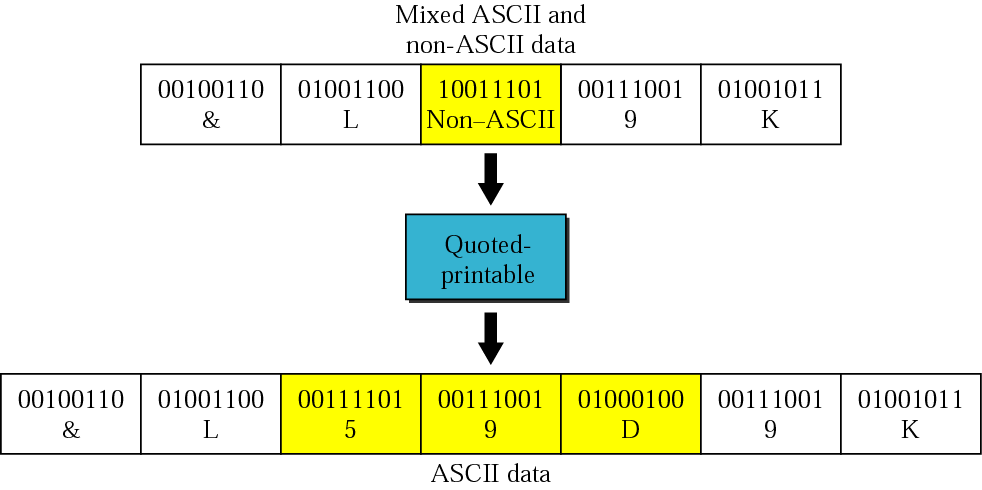 Mixed ASCII and
non-ASCII data
00100110 01001100 10011101 00111001 01001011
& L Non–ASCII 9 K
Quoted-
printable
00100110 01001100 00111101 00111001 01000100 00111001 01001011
& L 5 9 D 9 K
ASCII data